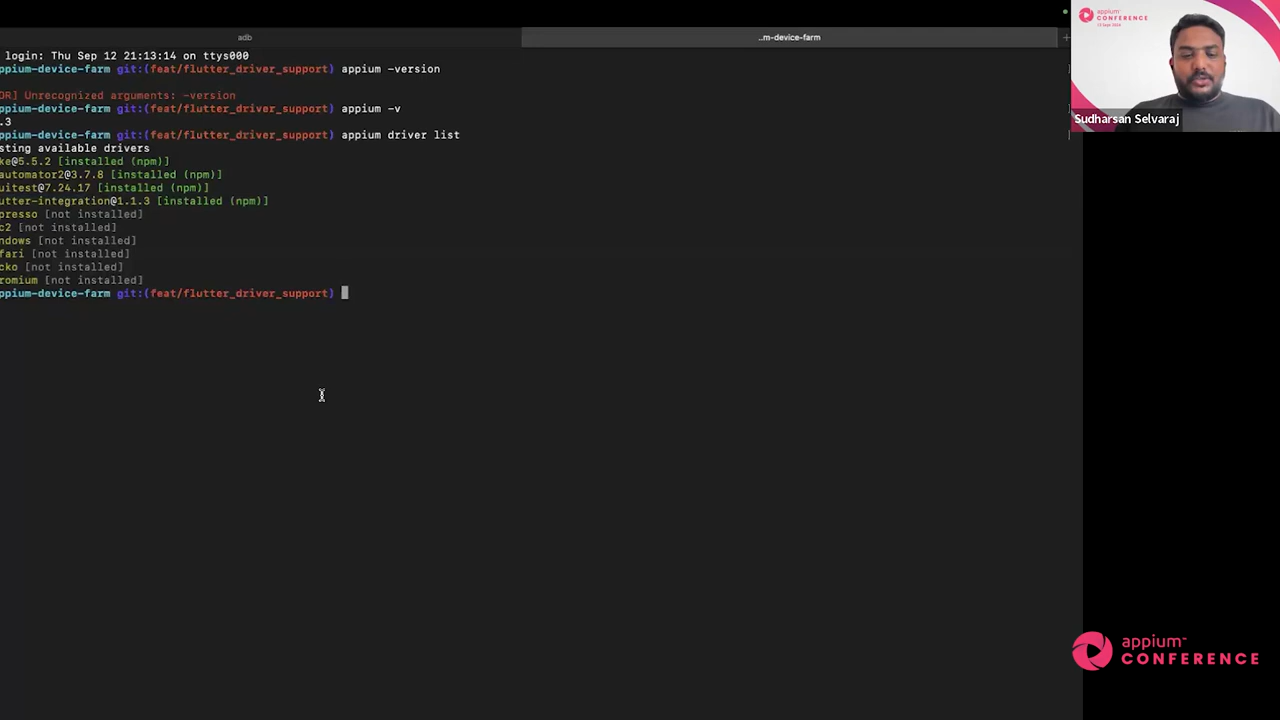 adb
..m-device-farm
+
login: Thu Sep 12 21:13:14 on ttys000
ppium-device-farm git:(feat/flutter_driver_support) appium -version
OR] Unrecognized arguments: -version
ppium-device-farm git:(feat/flutter_driver_support) appium -v
.3
ppium-device-farm git:(feat/flutter_driver_support) appium driver list
sting available drivers
ke@5.5.2 [installed (npm)]
automator2@3.7.8 [installed (npm)]
uitest@7.24.17 [installed (npm)]
utter-integration@1.1.3 [installed (npm)]
presso [not installed]
c2 [not installed]
ndows [not installed]
fari [not installed]
cko [not installed]
romium [not installed]
ppium-device-farm git:(feat/flutter_driver_support)
appium
CONFERENCE
Sudharsan Selvaraj
appium™
CONFERENCE